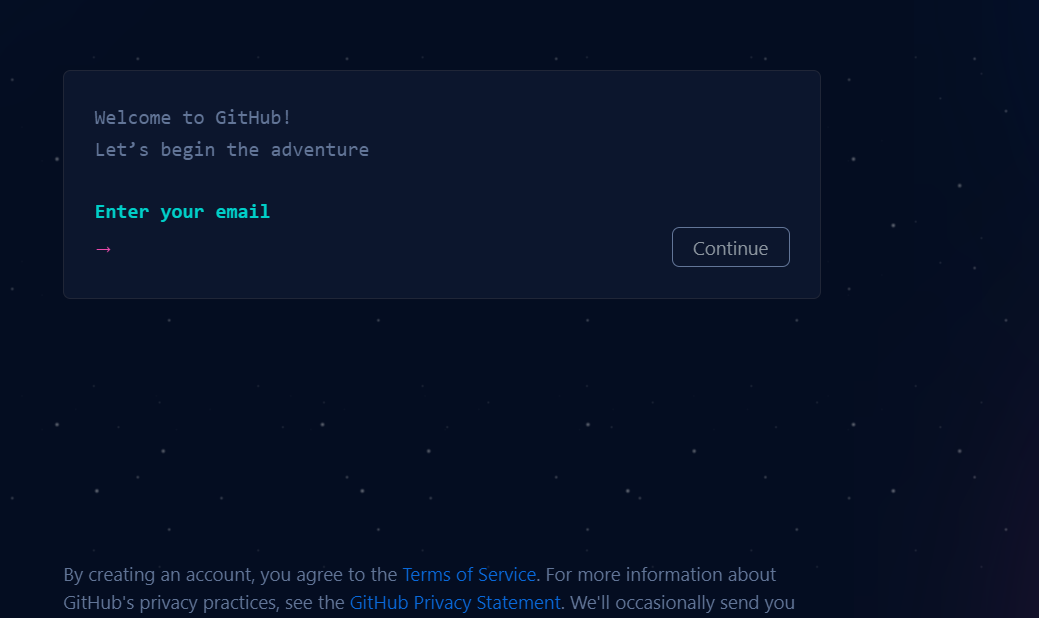 Welcome to GitHub!
Let’s begin the adventure
Enter your email
→
Continue
By creating an account, you agree to the Terms of Service. For more information about
GitHub's privacy practices, see the GitHub Privacy Statement. We'll occasionally send you